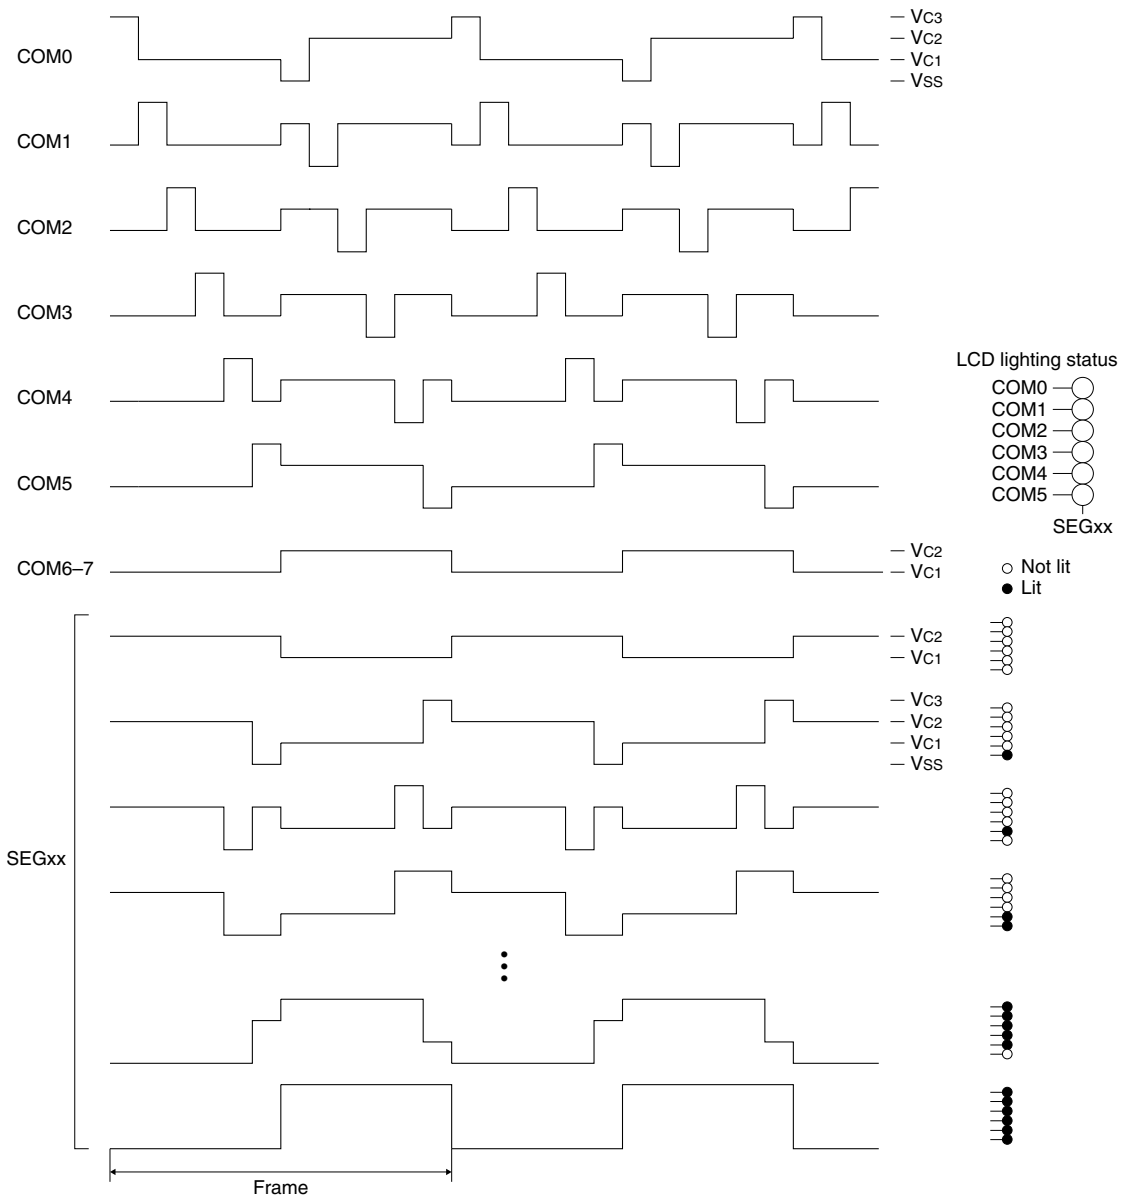 COM0
VC3
VC2
VC1
VSS
COM1
COM2
COM3
COM4
COM5
COM6–7
VC2
VC1
LCD lighting status
COM0
COM1
COM2
COM3
COM4
COM5
SEGxx
Not lit
Lit
VC2
VC1
VC3
VC2
VC1
VSS
SEGxx
Frame